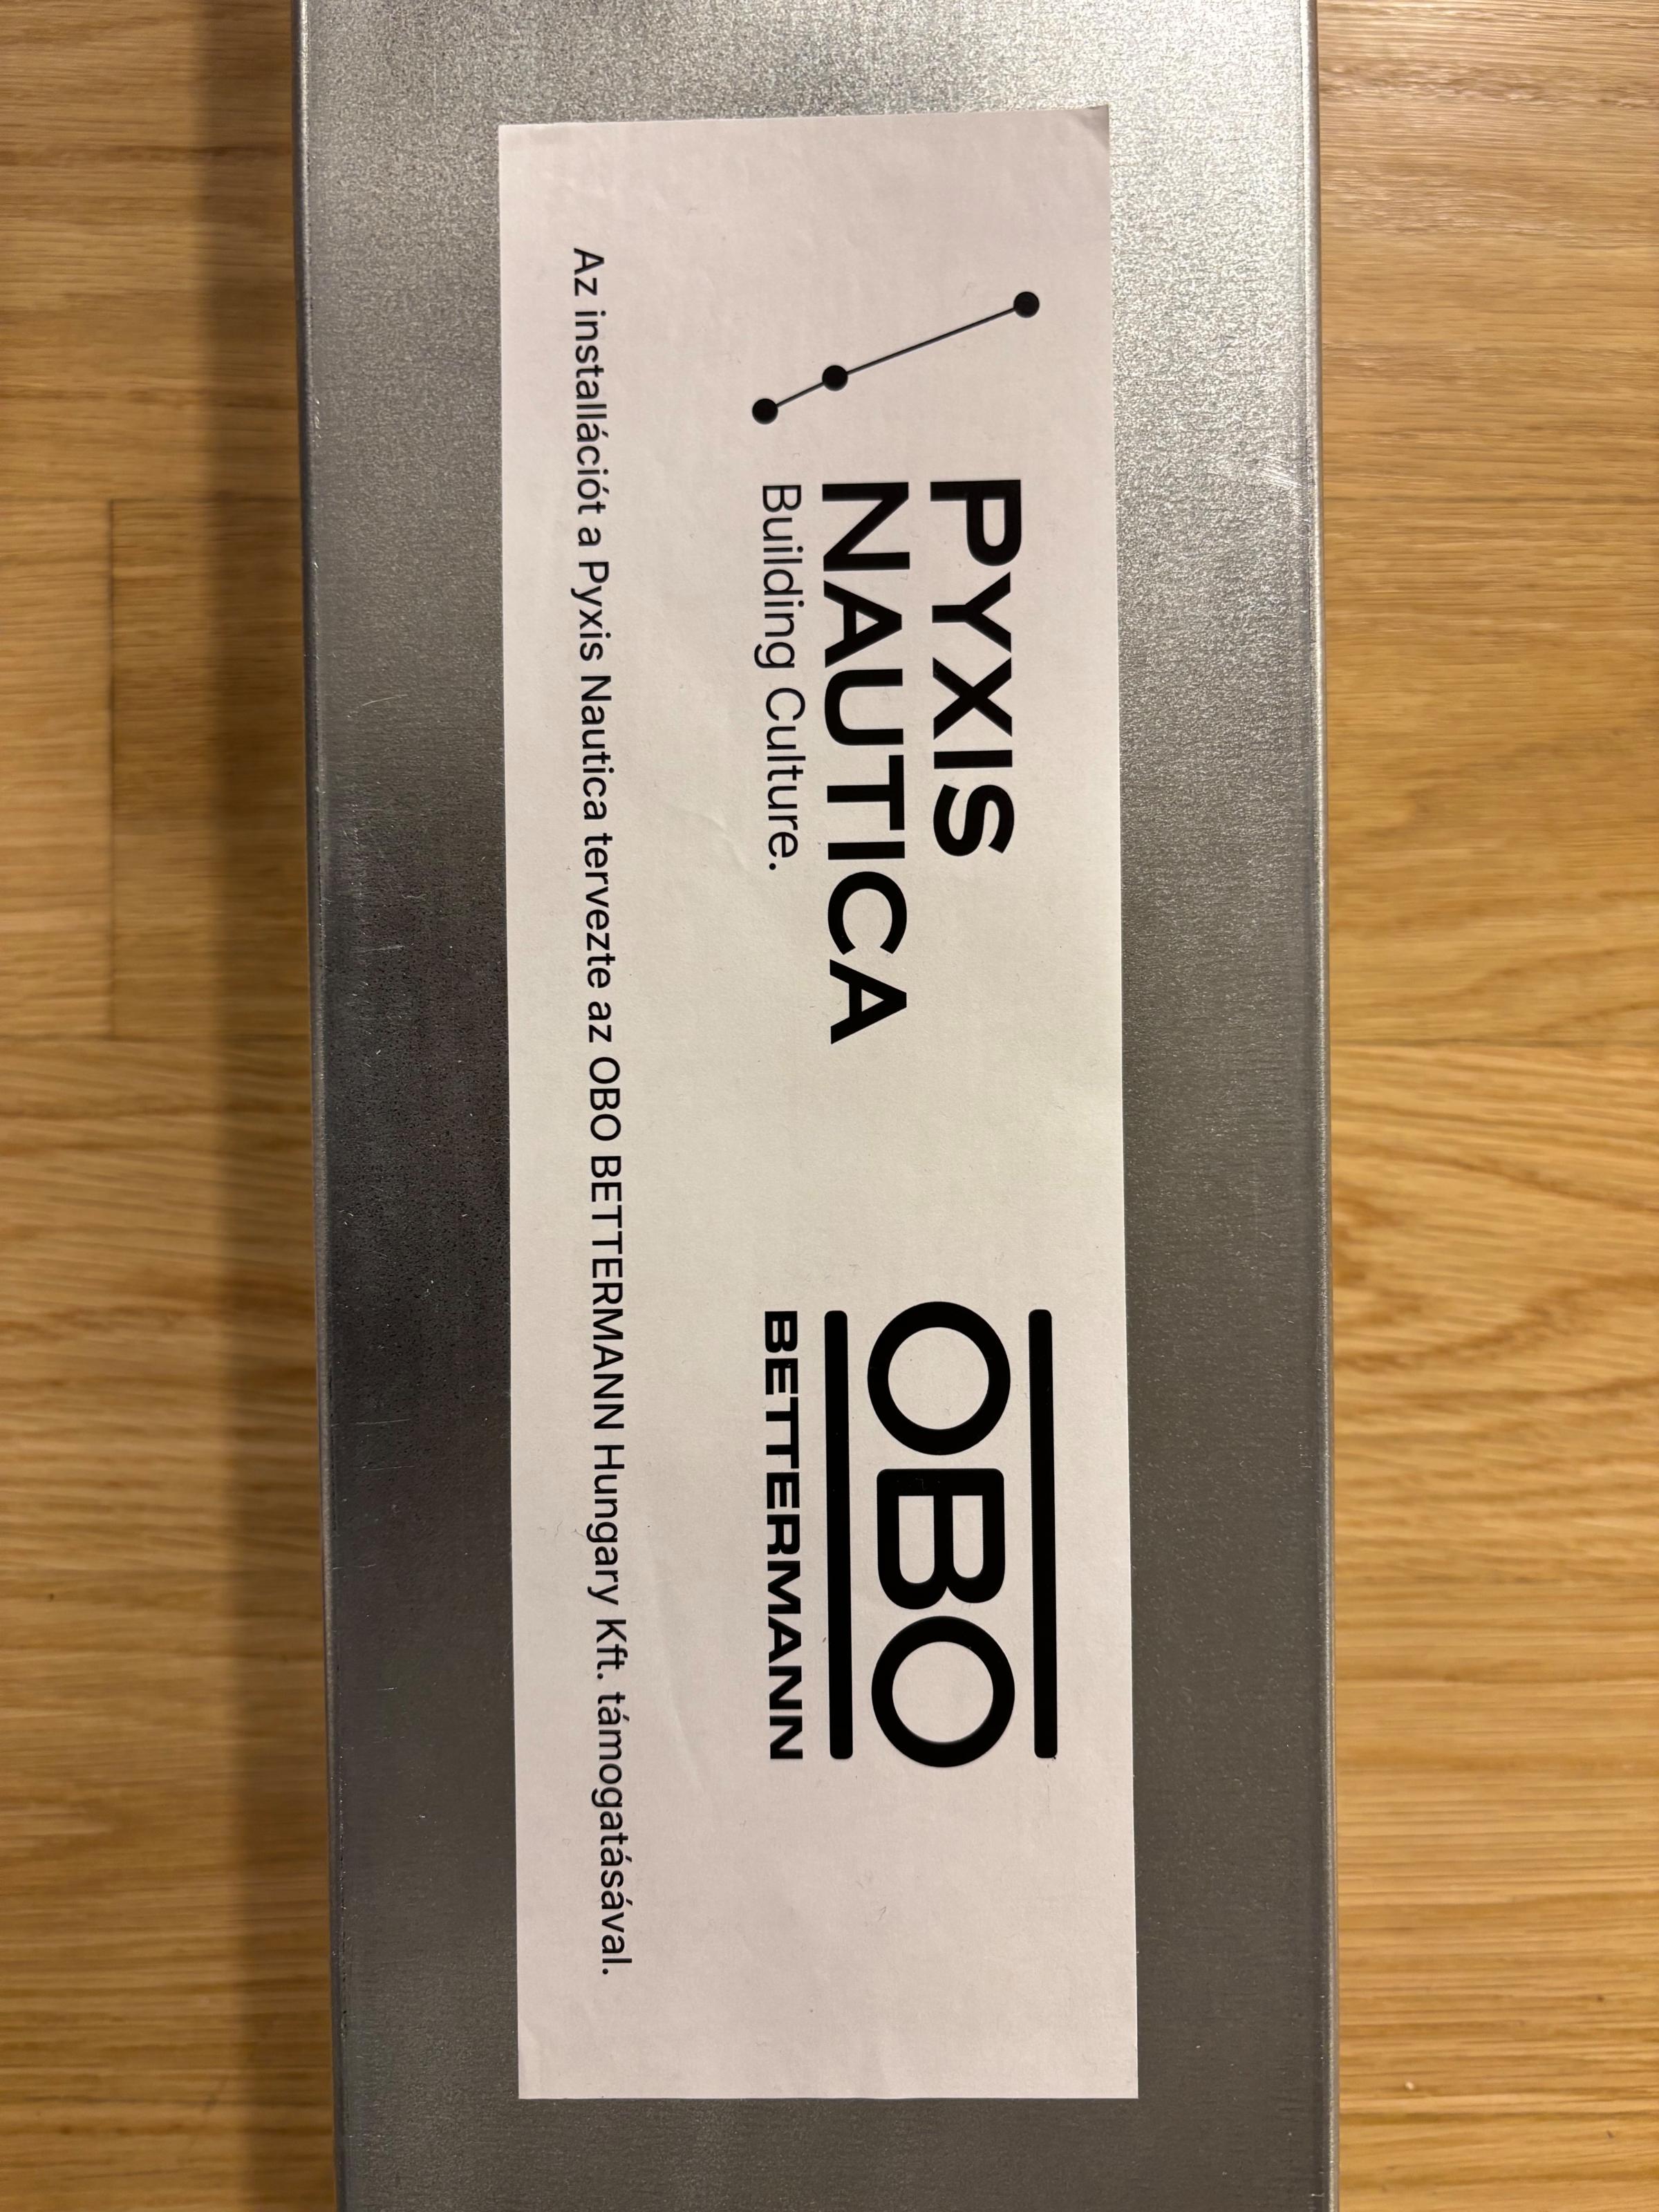 PYXIS
NAUTICA
Building Culture.
OBO
BETTERMANN
Az installációt a Pyxis Nautica tervezte az OBO BETTERMANN Hungary Kft. támogatásával.